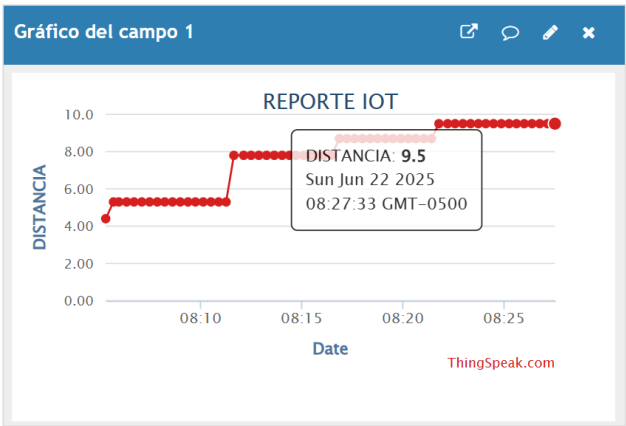 Gráfico del campo 1
REPORTE IOT
DISTANCIA
10.0
8.00
6.00
4.00
2.00
0.00
DISTANCIA: 9.5
Sun Jun 22 2025
08:27:33 GMT-0500
08:10 08:15 08:20 08:25
Date
ThingSpeak.com